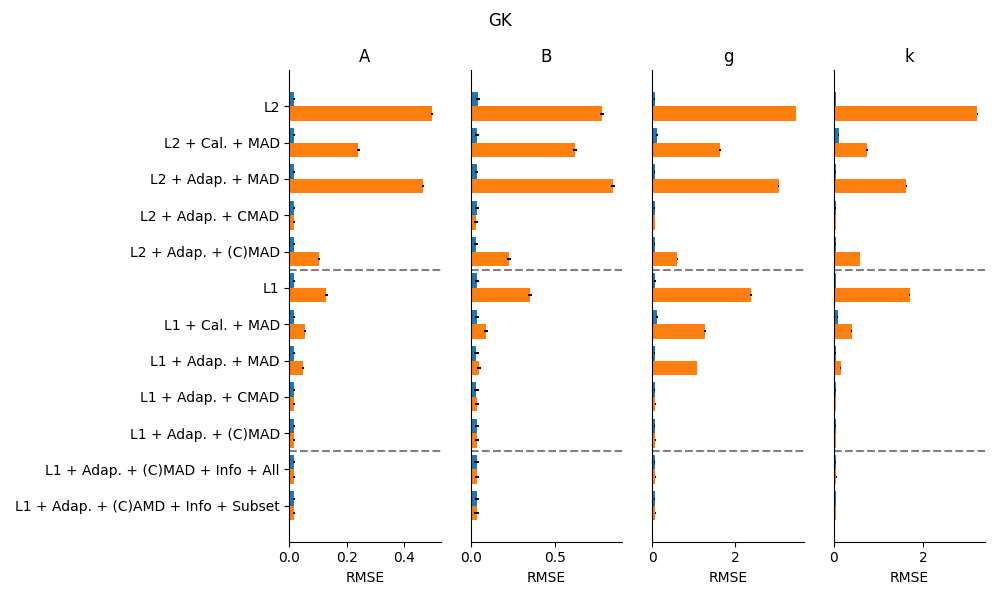 GK
A B g k
L2
L2 + Cal. + MAD
L2 + Adap. + MAD
L2 + Adap. + CMAD
L2 + Adap. + (C)MAD
L1
L1 + Cal. + MAD
L1 + Adap. + MAD
L1 + Adap. + CMAD
L1 + Adap. + (C)MAD
L1 + Adap. + (C)MAD + Info + All
L1 + Adap. + (C)AMD + Info + Subset
0.0 0.2 0.4 0.0 0.5 0 2 0 2
RMSE RMSE RMSE RMSE